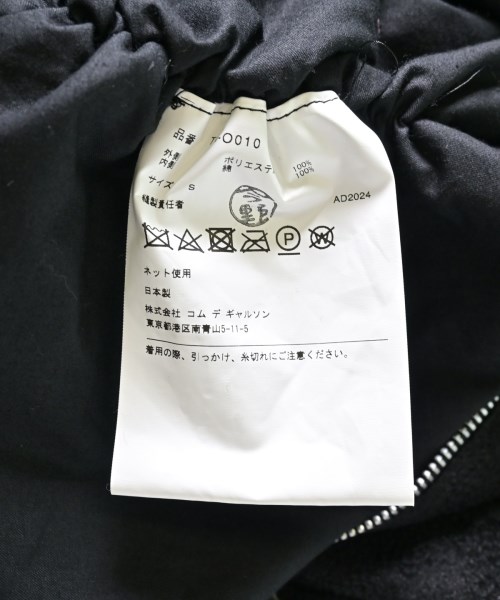 品番 O010
外素 ポリエステ 100%
内素 綿 100%
サイズ S
縫製責任者 AD2024
ネット使用
日本製
株式会社 コム デ ギャルソン
東京都港区南青山5-11-5
着用の際、引っかけ、糸切れにご注意ください。